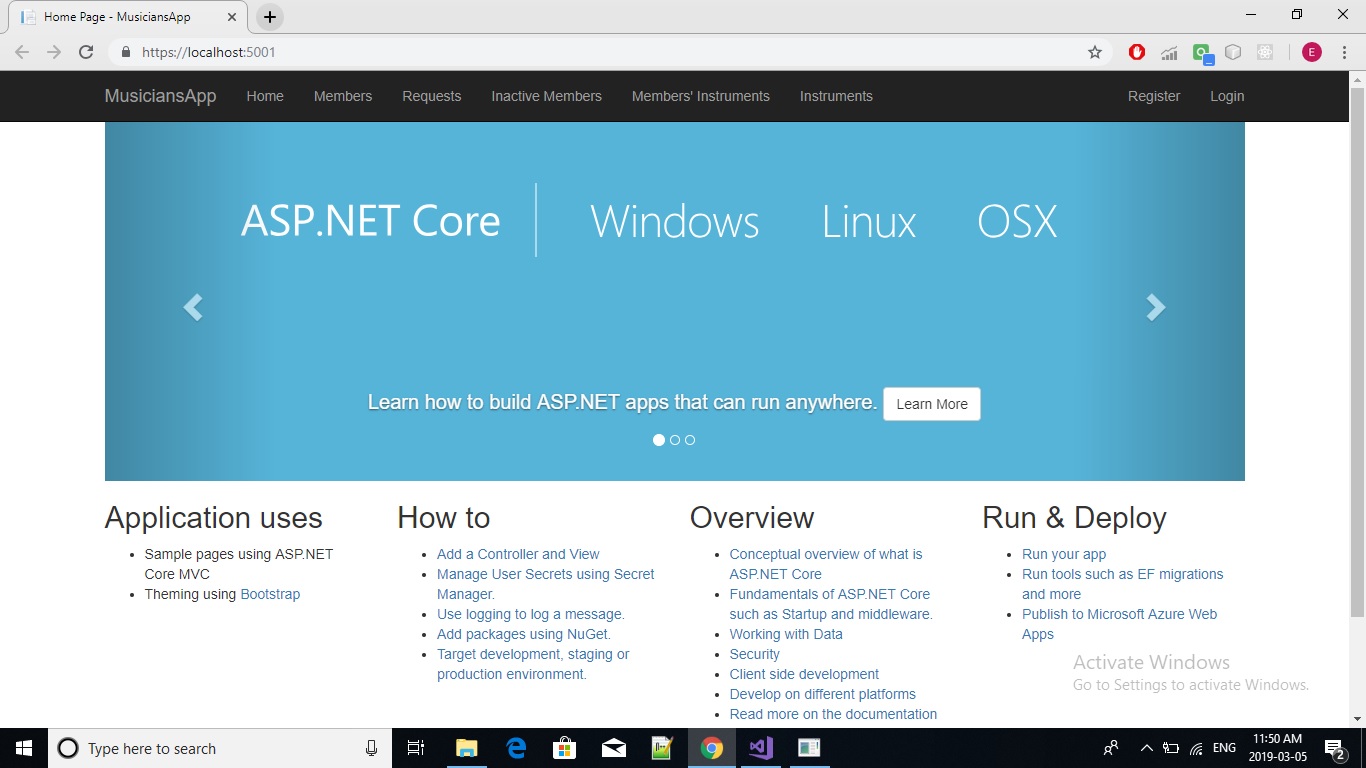 Home Page - MusiciansApp
https://localhost:5001
E
MusiciansApp Home Members Requests Inactive Members Members' Instruments Instruments Register Login
ASP.NET Core Windows Linux OSX
Learn how to build ASP.NET apps that can run anywhere. Learn More
Application uses
Sample pages using ASP.NET
Core MVC
Theming using Bootstrap
How to
Add a Controller and View
Manage User Secrets using Secret
Manager.
Use logging to log a message.
Add packages using NuGet.
Target development, staging or
production environment.
Overview
Conceptual overview of what is
ASP.NET Core
Fundamentals of ASP.NET Core
such as Startup and middleware.
Working with Data
Security
Client side development
Develop on different platforms
Read more on the documentation
Run & Deploy
Run your app
Run tools such as EF migrations
and more
Publish to Microsoft Azure Web
Apps
Activate Windows
Go to Settings to activate Windows.
Type here to search
ENG
11:50 AM
2019-03-05
2